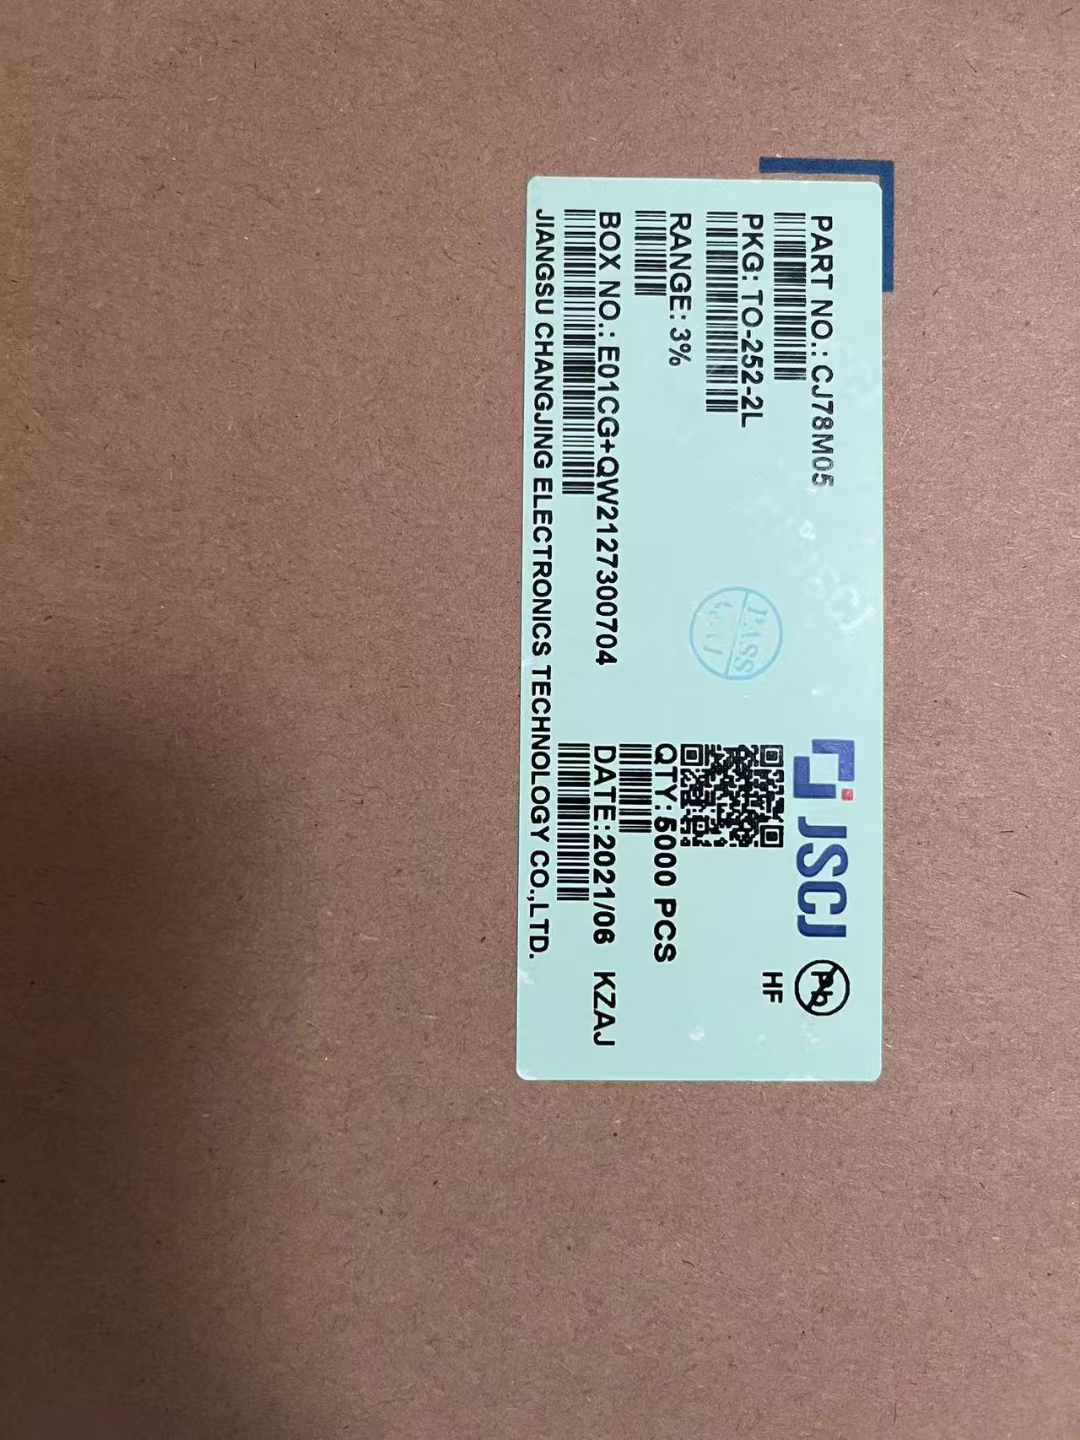 PART NO.: CJ78M05
JSCJ
Pb
PKG: TO-252-2L
HF
RANGE: 3%
PASS
QTY: 5000 PCS
BOX NO.: E01CG+QW2127300704
DATE:2021/06 KZAJ
JIANGSU CHANGJING ELECTRONICS TECHNOLOGY CO.,LTD.